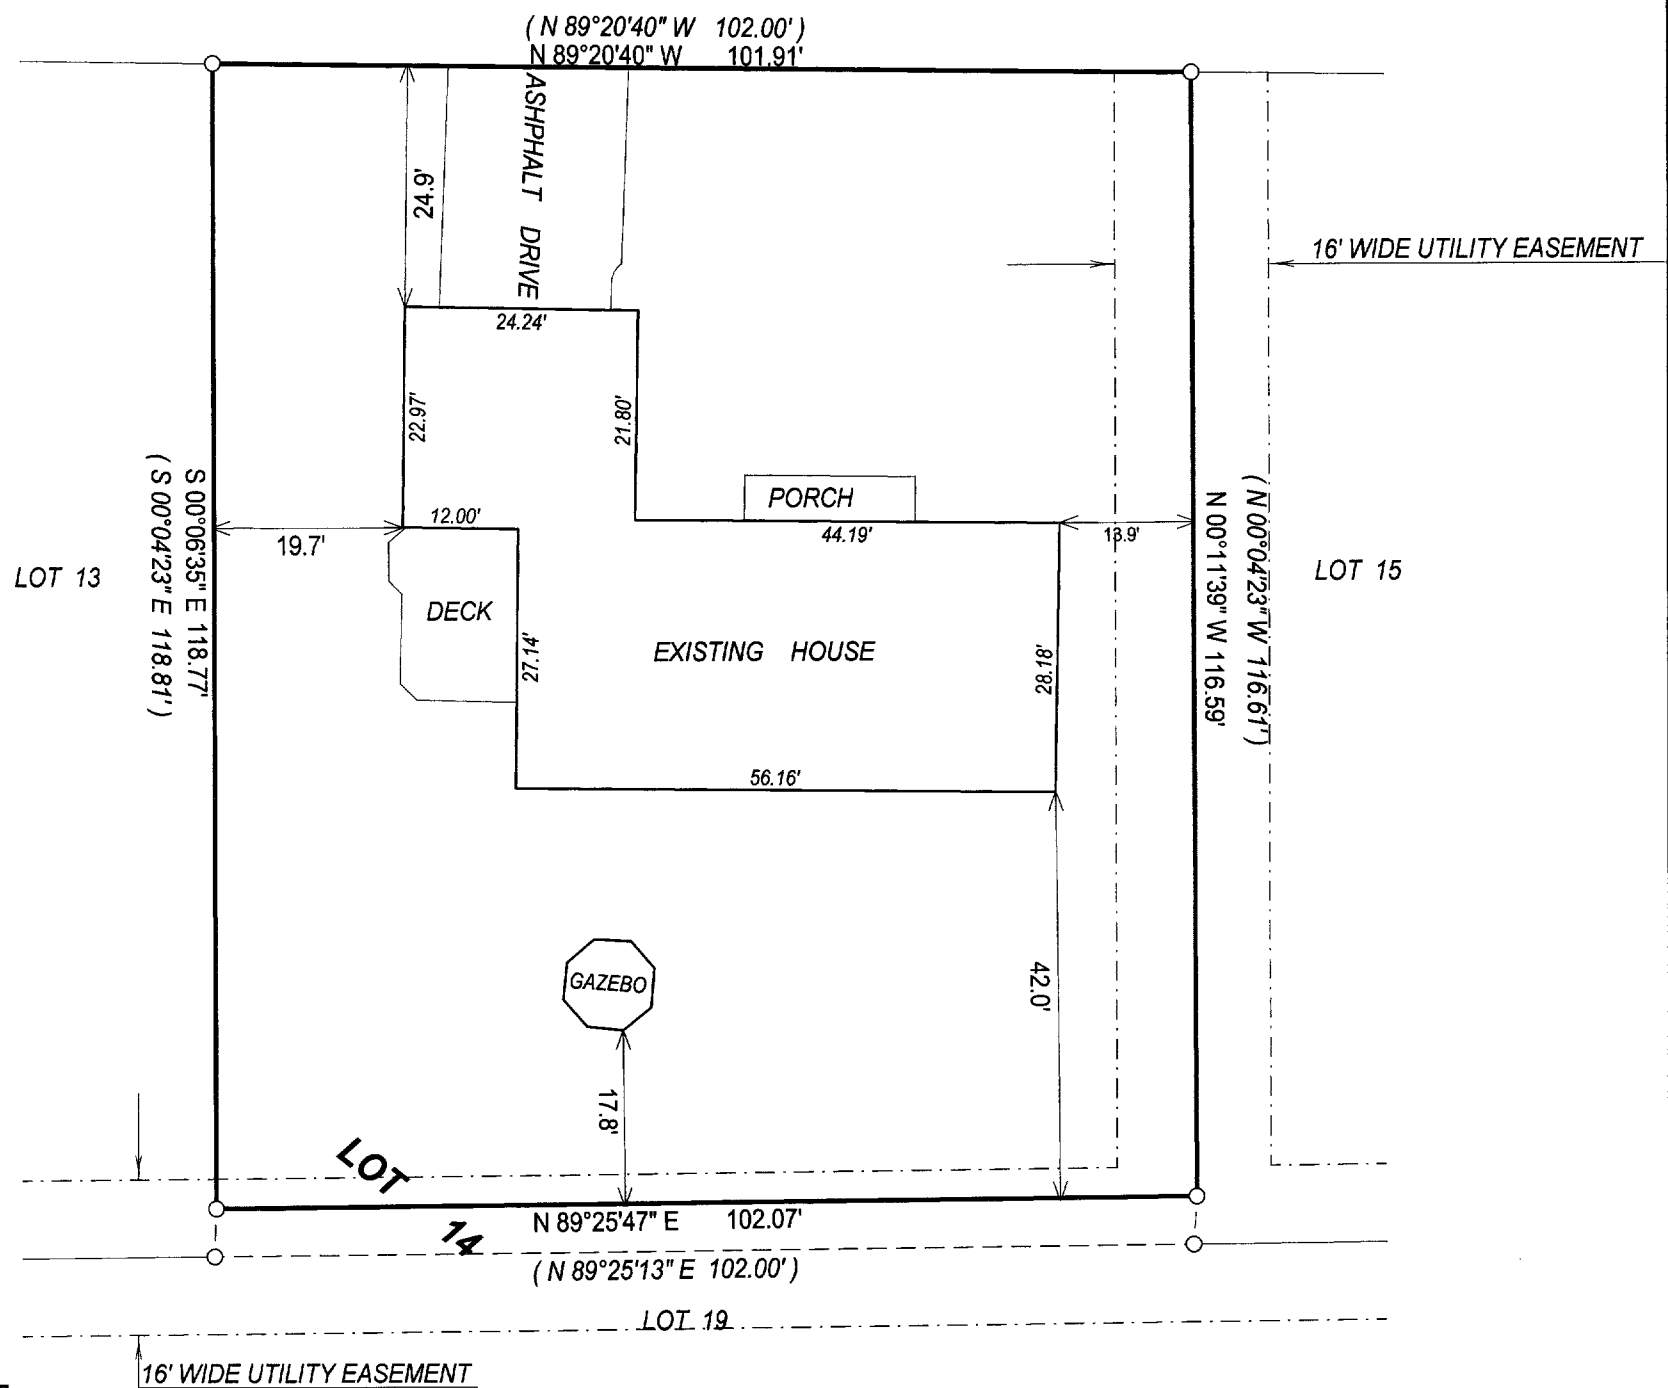 ( N 89°20'40" W 102.00' )
N 89°20'40" W 101.91'
ASHPHALT DRIVE
24.9'
16' WIDE UTILITY EASEMENT
24.24'
22.97'
21.80'
PORCH
12.00'
44.19'
13.9'
19.7'
LOT 13
S 00°06'35" E 118.77'
( S 00°04'23" E 118.81' )
DECK
27.14'
EXISTING HOUSE
28.18'
N 00°11'39" W 116.59'
( N 00°04'23" W 116.61' )
LOT 15
56.16'
GAZEBO
42.0'
17.8'
LOT 14
N 89°25'47" E 102.07'
( N 89°25'13" E 102.00' )
LOT 19
16' WIDE UTILITY EASEMENT